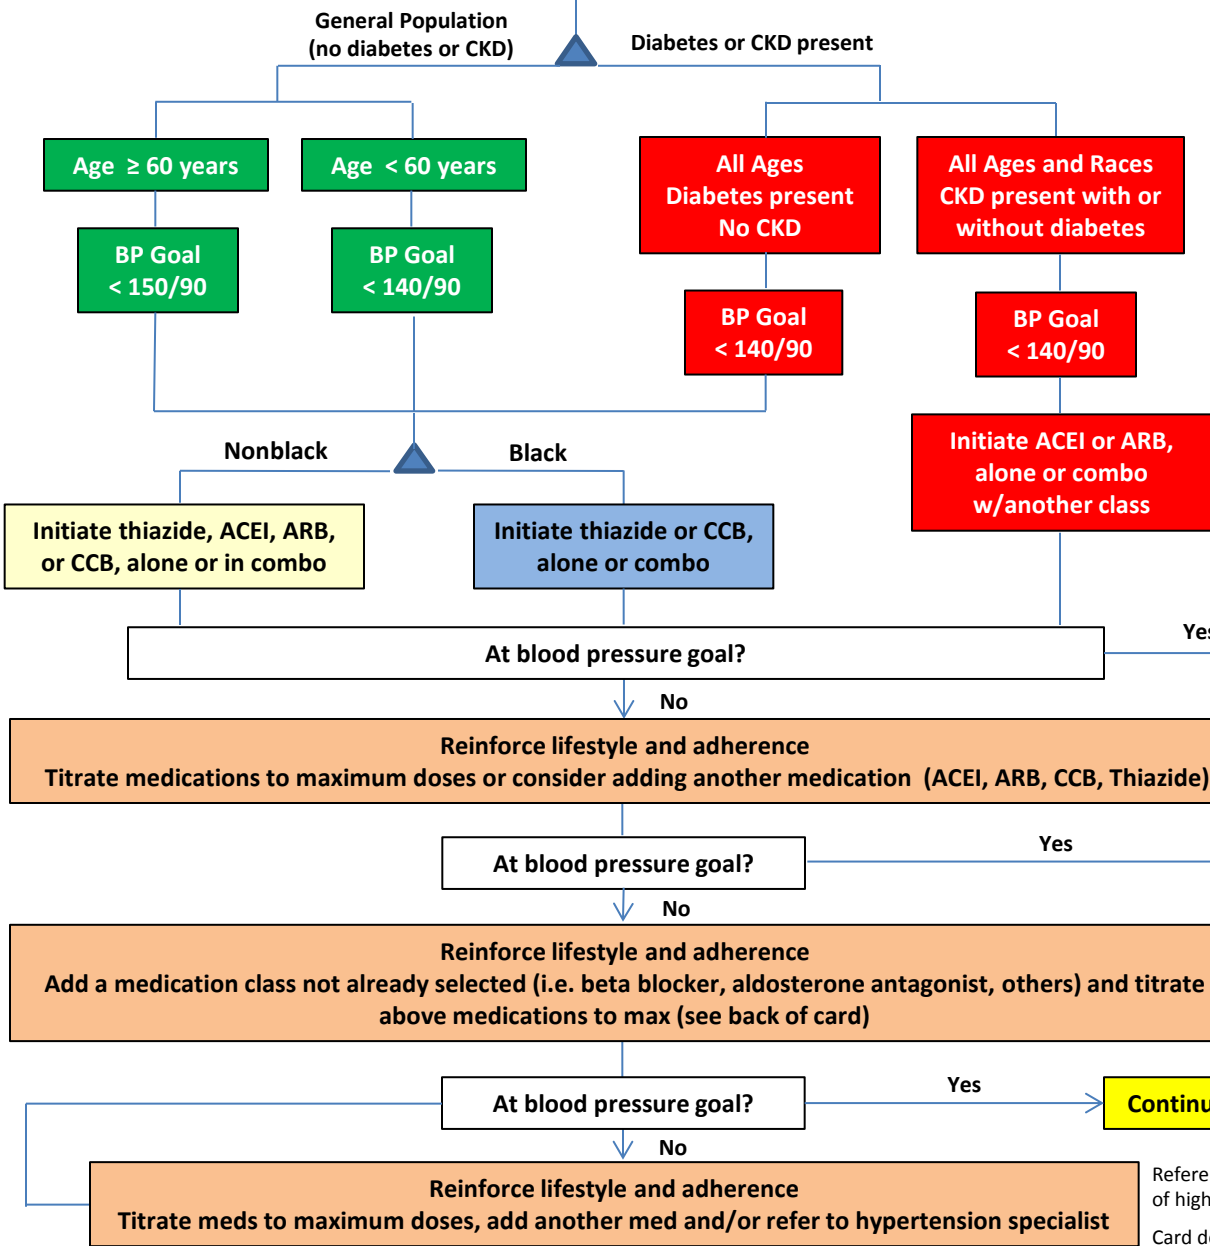 General Population
(no diabetes or CKD)
Diabetes or CKD present
Age ≥ 60 years
Age < 60 years
All Ages
Diabetes present
No CKD
All Ages and Races
CKD present with or
without diabetes
BP Goal
< 150/90
BP Goal
< 140/90
BP Goal
< 140/90
BP Goal
< 140/90
Nonblack
Black
Initiate thiazide, ACEI, ARB,
or CCB, alone or in combo
Initiate thiazide or CCB,
alone or combo
Initiate ACEI or ARB,
alone or combo
w/another class
At blood pressure goal?
Yes
No
Reinforce lifestyle and adherence
Titrate medications to maximum doses or consider adding another medication (ACEI, ARB, CCB, Thiazide)
At blood pressure goal?
Yes
No
Reinforce lifestyle and adherence
Add a medication class not already selected (i.e. beta blocker, aldosterone antagonist, others) and titrate
above medications to max (see back of card)
At blood pressure goal?
Yes
Continu
No
Reinforce lifestyle and adherence
Titrate meds to maximum doses, add another med and/or refer to hypertension specialist
Refere
of high
Card de